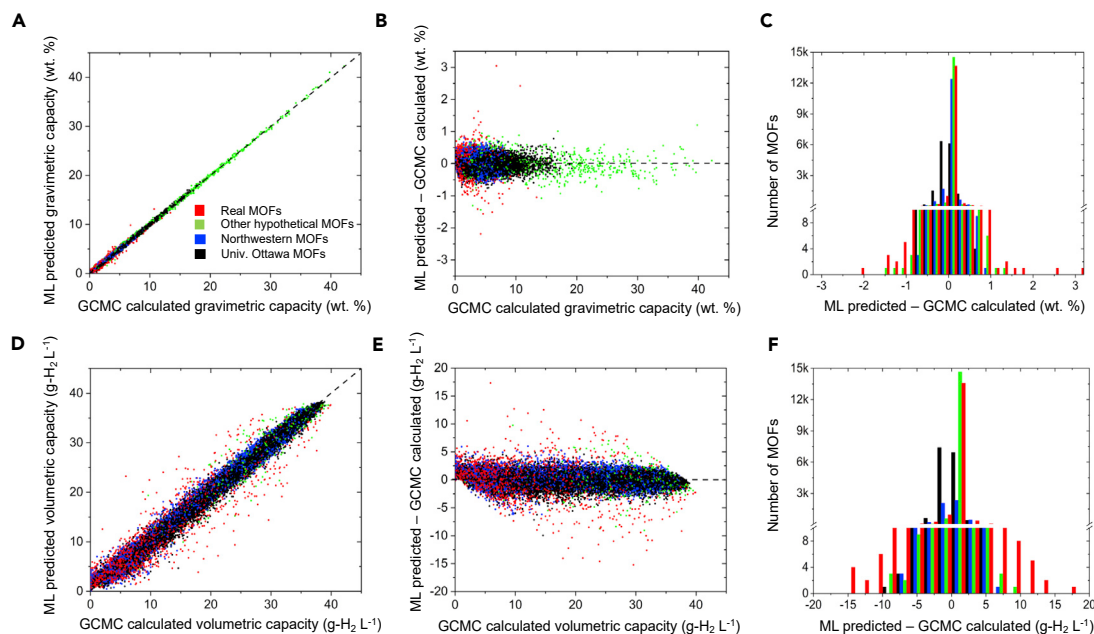 A
ML predicted gravimetric capacity (wt. %)
40
30
20
10
0
0 10 20 30 40
GCMC calculated gravimetric capacity (wt. %)
Real MOFs
Other hypothetical MOFs
Northwestern MOFs
Univ. Ottawa MOFs
B
ML predicted – GCMC calculated (wt. %)
3
2
1
0
-1
-2
-3
0 10 20 30 40
GCMC calculated gravimetric capacity (wt. %)
C
Number of MOFs
15k
12k
9k
6k
3k
8
4
0
-3 -2 -1 0 1 2 3
ML predicted – GCMC calculated (wt. %)
D
ML predicted volumetric capacity (g-H₂ L⁻¹)
40
30
20
10
0
0 10 20 30 40
GCMC calculated volumetric capacity (g-H₂ L⁻¹)
E
ML predicted – GCMC calculated (g-H₂ L⁻¹)
20
15
10
5
0
-5
-10
-15
-20
0 10 20 30 40
GCMC calculated volumetric capacity (g-H₂ L⁻¹)
F
Number of MOFs
15k
12k
9k
6k
3k
8
4
0
-20 -15 -10 -5 0 5 10 15 20
ML predicted – GCMC calculated (g-H₂ L⁻¹)